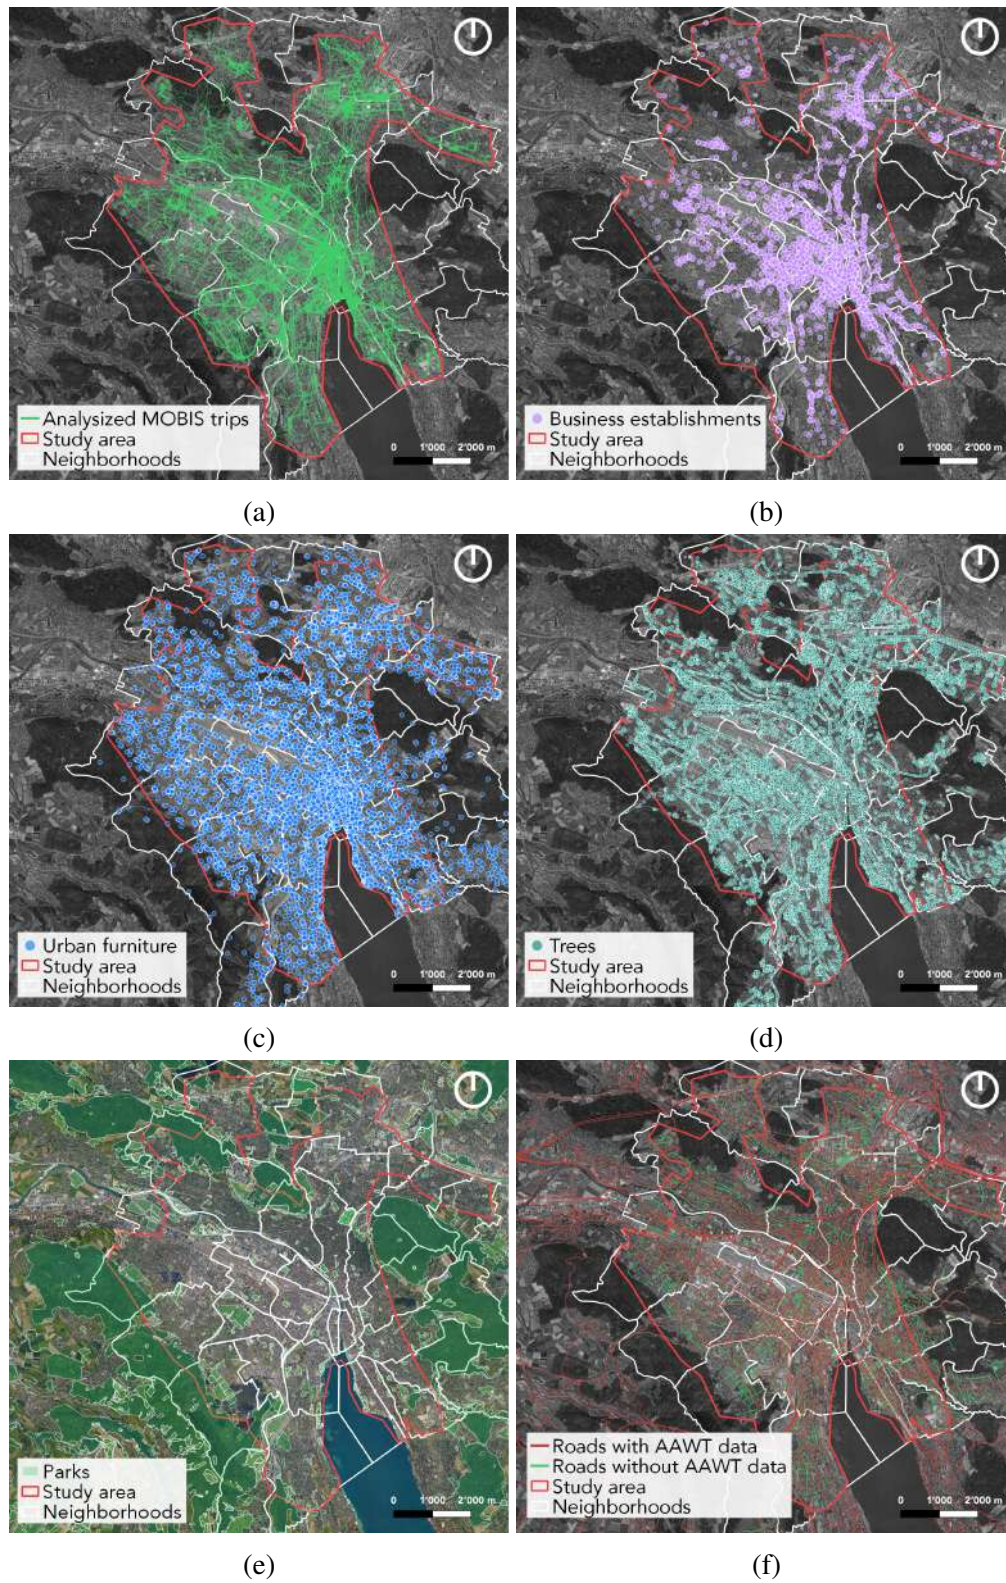 Analysized MOBIS trips
Study area
Neighborhoods
0 1'000 2'000 m
(a)
Business establishments
Study area
Neighborhoods
0 1'000 2'000 m
(b)
Urban furniture
Study area
Neighborhoods
0 1'000 2'000 m
(c)
Trees
Study area
Neighborhoods
0 1'000 2'000 m
(d)
Parks
Study area
Neighborhoods
0 1'000 2'000 m
(e)
Roads with AAWT data
Roads without AAWT data
Study area
Neighborhoods
0 1'000 2'000 m
(f)